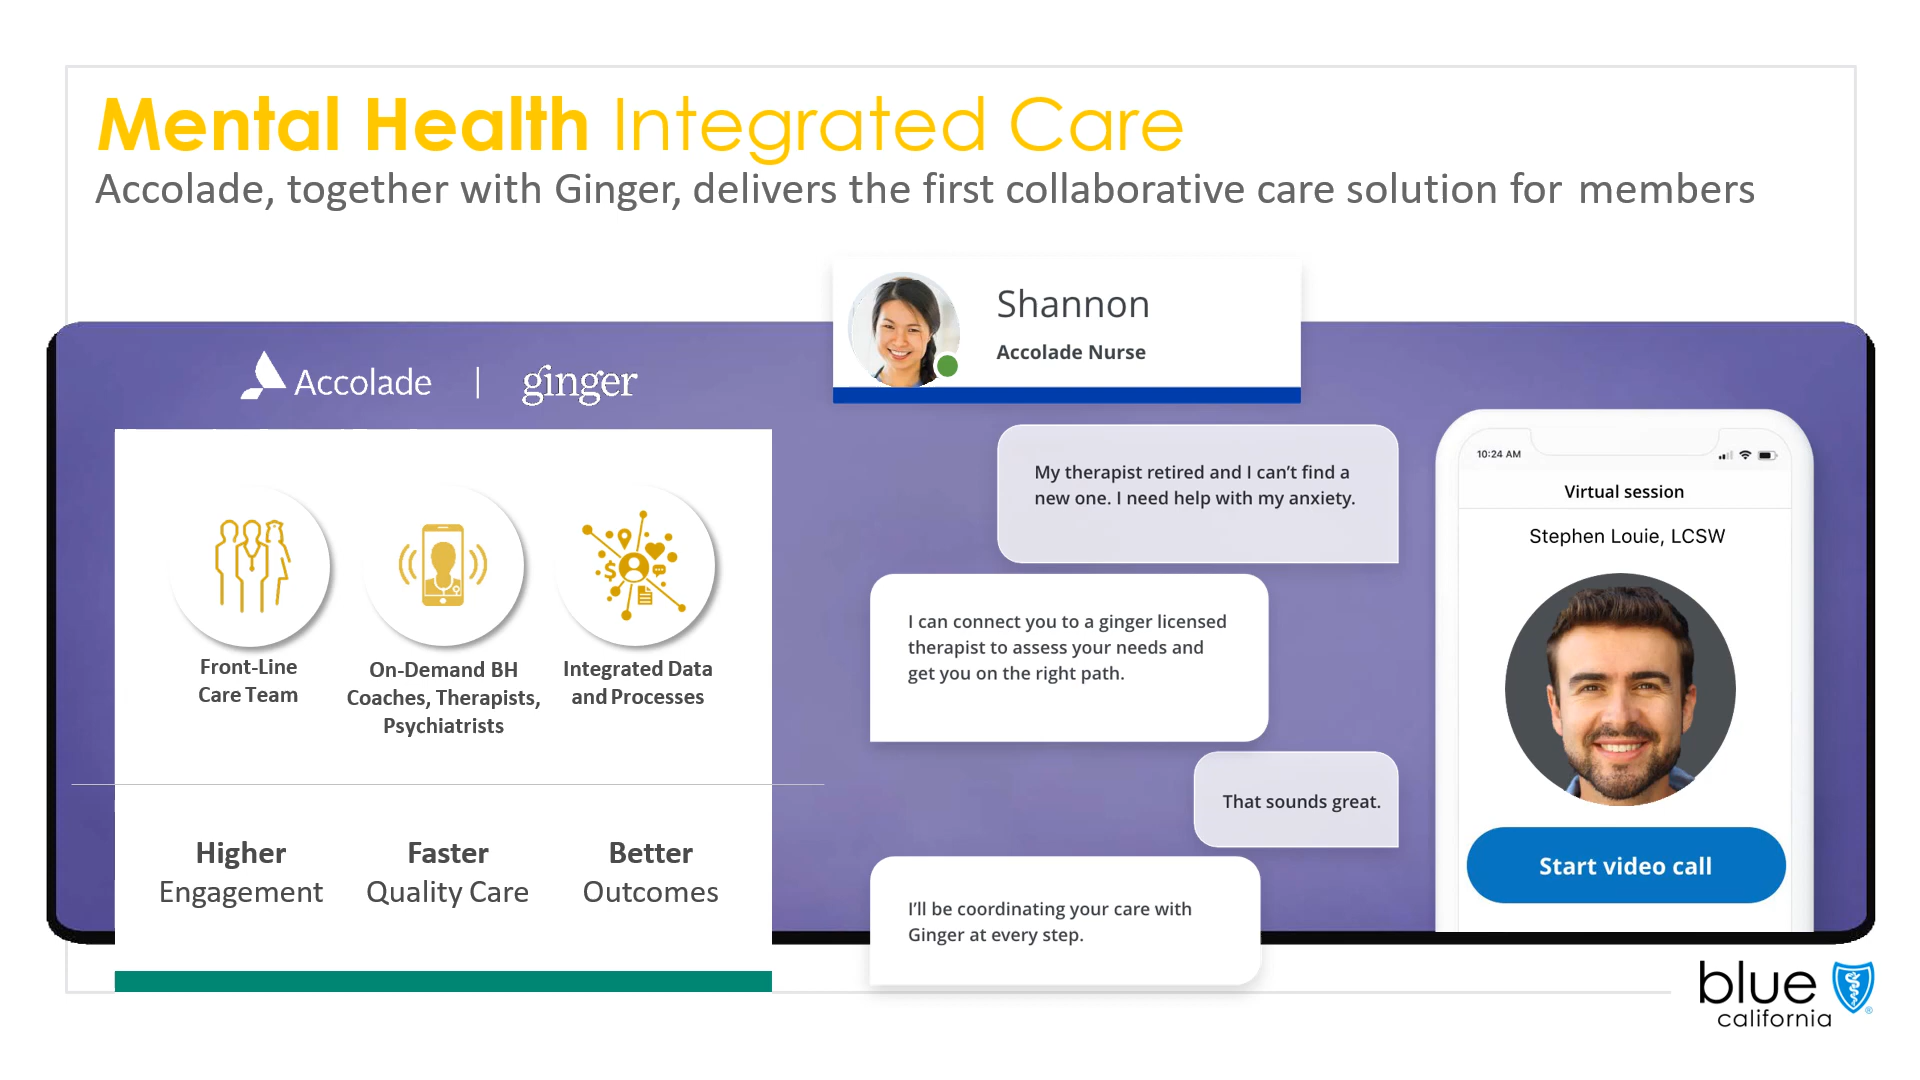 Mental Health Integrated Care
Accolade, together with Ginger, delivers the first collaborative care solution for members
Accolade | ginger
Front-Line
Care Team
On-Demand BH
Coaches, Therapists,
Psychiatrists
Integrated Data
and Processes
Higher
Engagement
Faster
Quality Care
Better
Outcomes
Shannon
Accolade Nurse
My therapist retired and I can't find a
new one. I need help with my anxiety.
I can connect you to a ginger licensed
therapist to assess your needs and
get you on the right path.
That sounds great.
I'll be coordinating your care with
Ginger at every step.
10:24 AM
Virtual session
Stephen Louie, LCSW
Start video call
blue
california